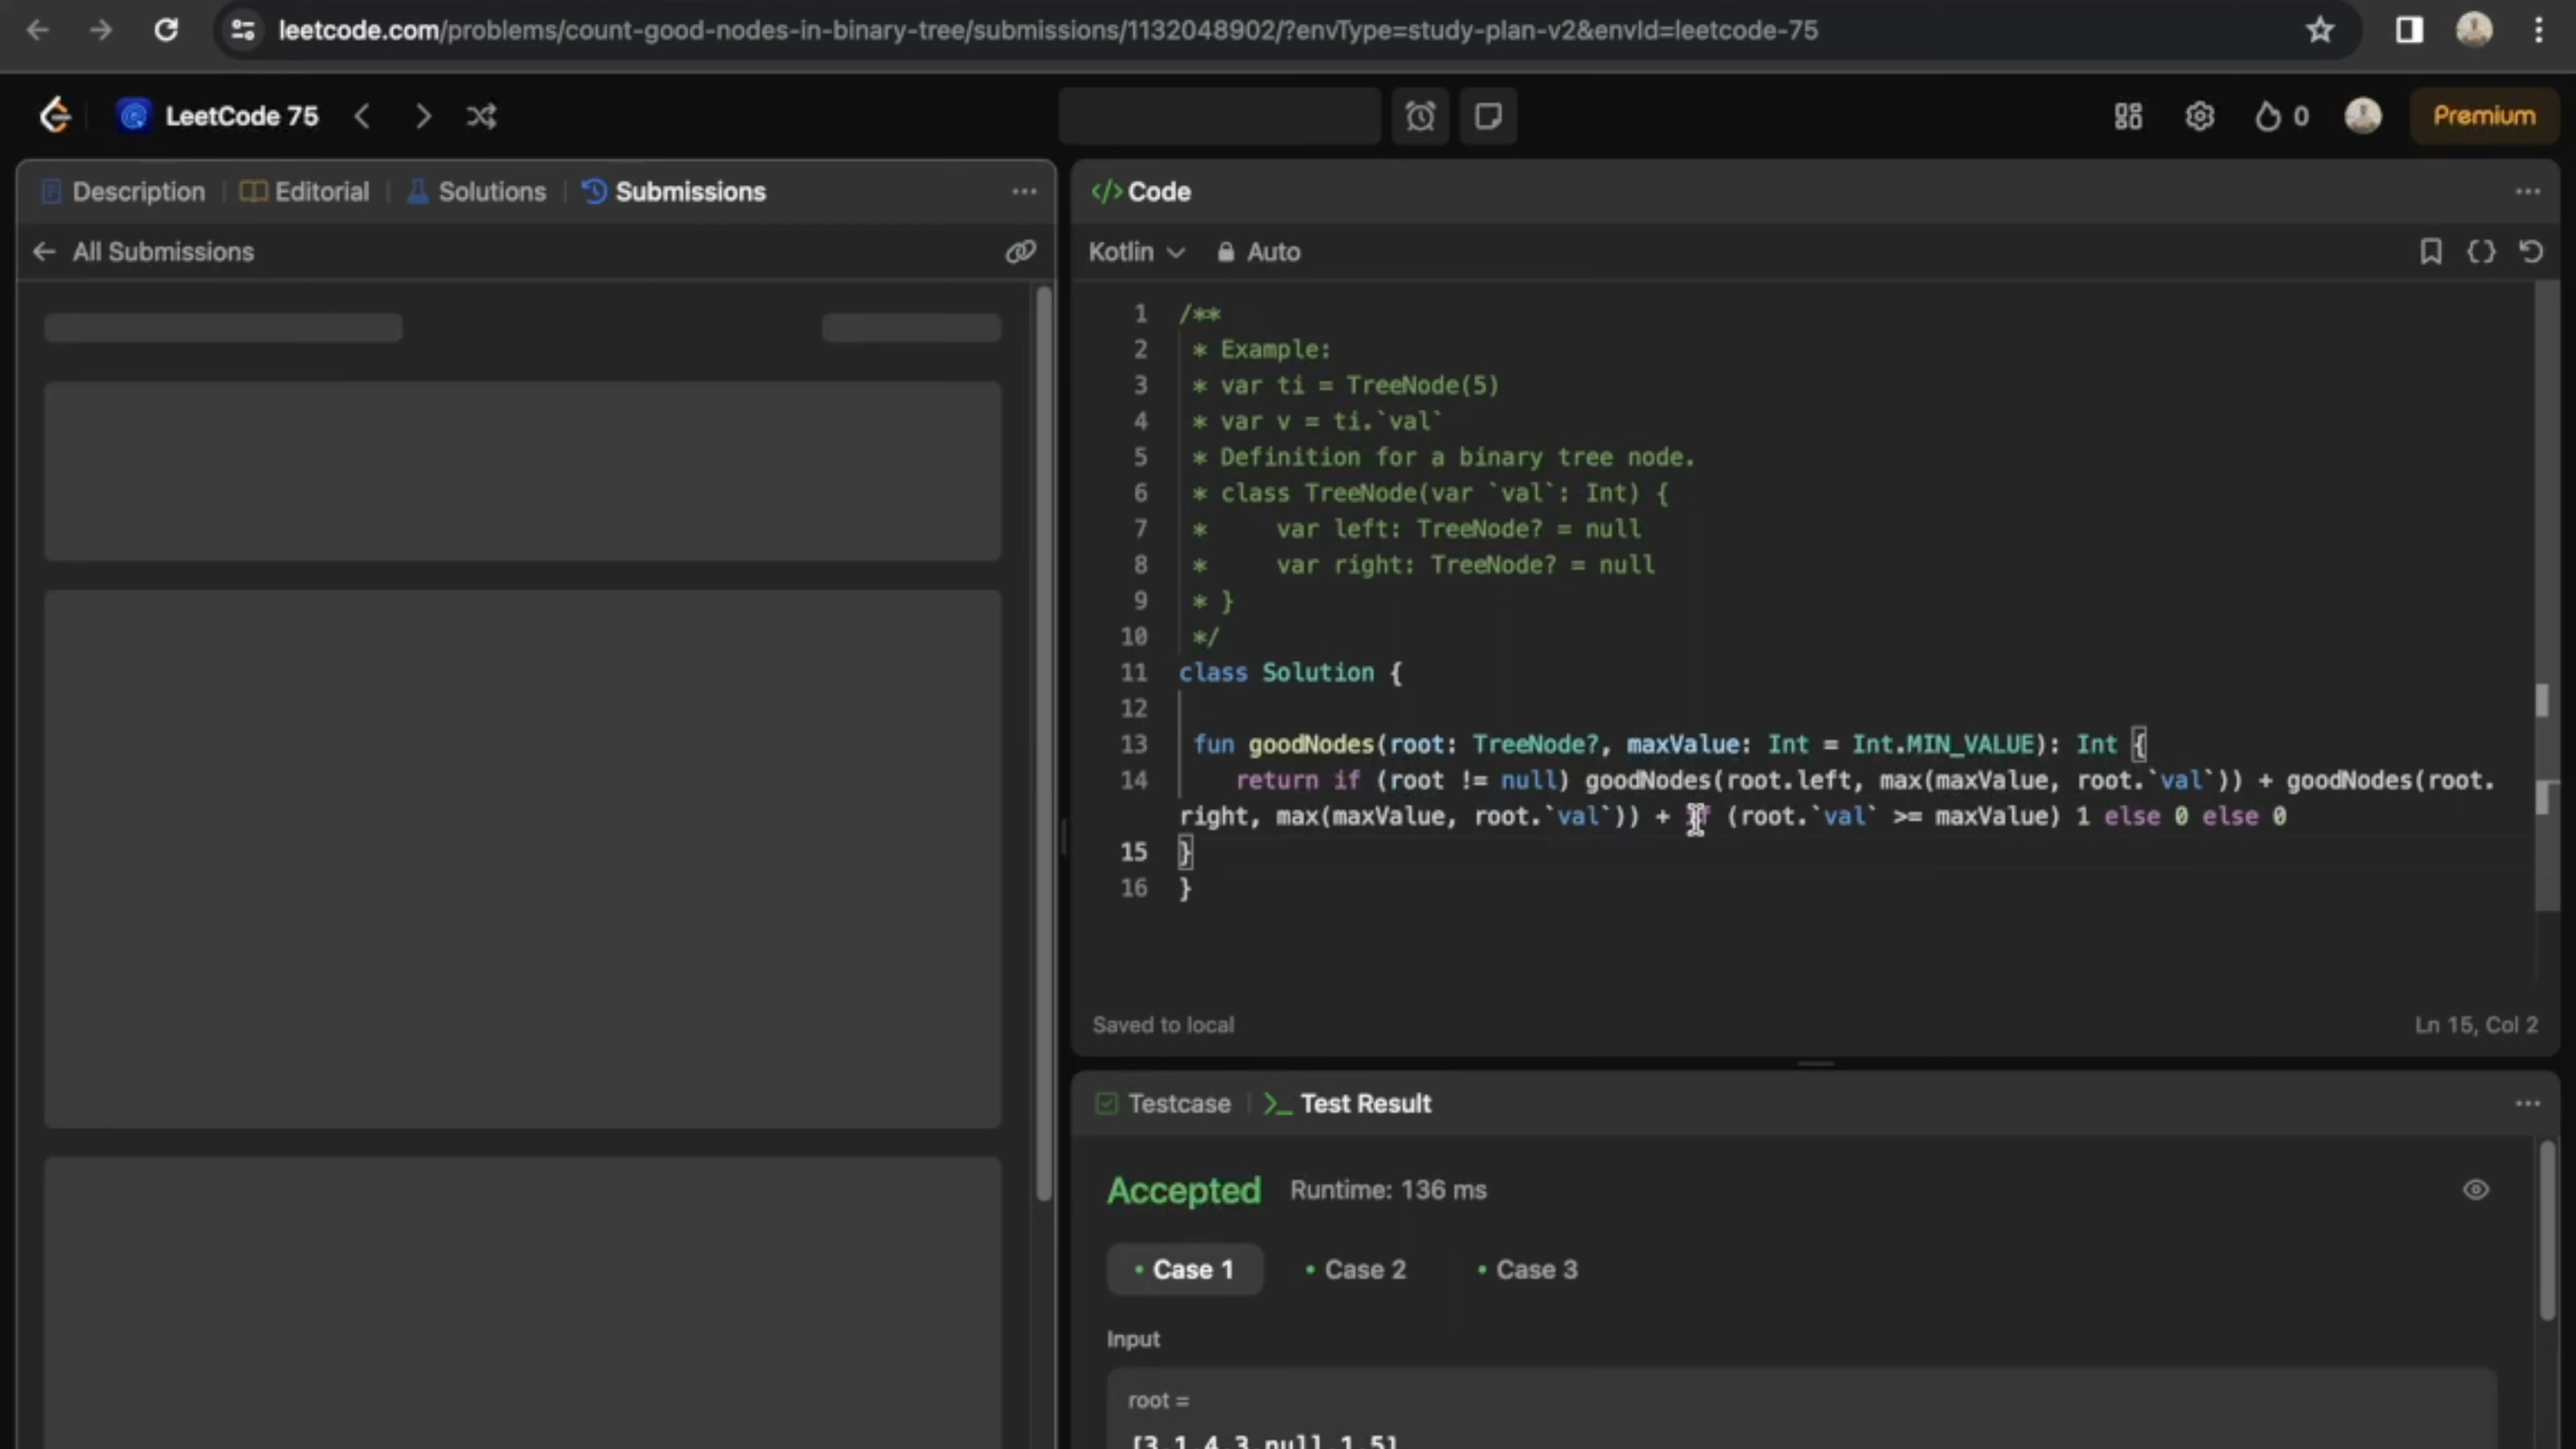 leetcode.com/problems/count-good-nodes-in-binary-tree/submissions/1132048902/?envType=study-plan-v2&envId=leetcode-75
LeetCode 75
0
Premium
Description
Editorial
Solutions
Submissions
All Submissions
</> Code
Kotlin
Auto
1 /**
2 * Example:
3 * var ti = TreeNode(5)
4 * var v = ti.`val`
5 * Definition for a binary tree node.
6 * class TreeNode(var `val`: Int) {
7 *     var left: TreeNode? = null
8 *     var right: TreeNode? = null
9 * }
10 */
11 class Solution {
12
13 fun goodNodes(root: TreeNode?, maxValue: Int = Int.MIN_VALUE): Int {
14 return if (root != null) goodNodes(root.left, max(maxValue, root.`val`)) + goodNodes(root.
right, max(maxValue, root.`val`)) + if (root.`val` >= maxValue) 1 else 0 else 0
15 }
16 }
Saved to local
Ln 15, Col 2
Testcase
Test Result
Accepted
Runtime: 136 ms
Case 1
Case 2
Case 3
Input
root =
[3,1,4,3,null,1,5]